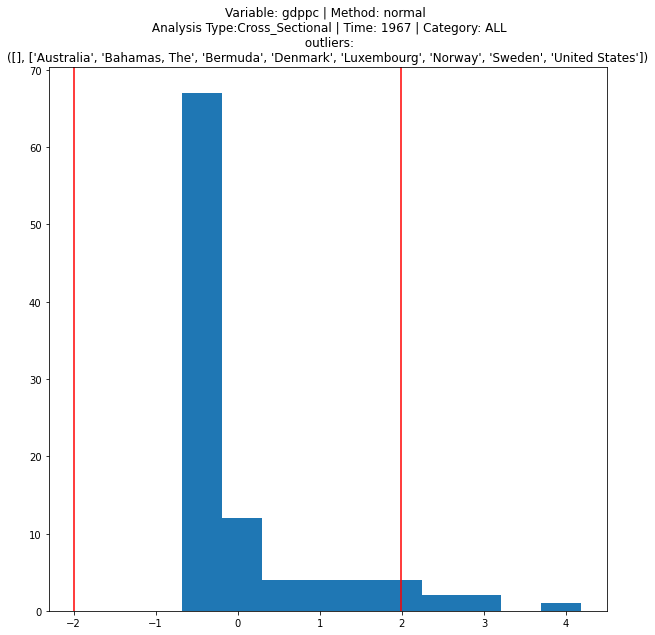 Variable: gdppc | Method: normal
Analysis Type:Cross_Sectional | Time: 1967 | Category: ALL
outliers:
([], ['Australia', 'Bahamas, The', 'Bermuda', 'Denmark', 'Luxembourg', 'Norway', 'Sweden', 'United States'])
70
60
50
40
30
20
10
0
−2 −1 0 1 2 3 4